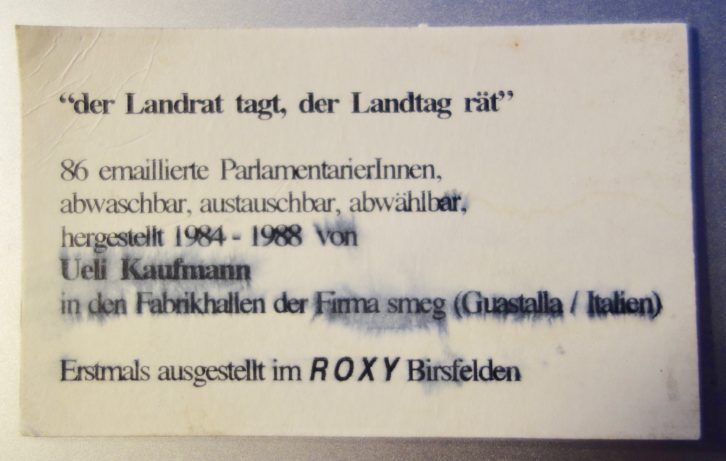 “der Landrat tagt, der Landtag rät”
86 emaillierte ParlamentarierInnen,
abwaschbar, austauschbar, abwählbar,
hergestellt 1984 - 1988 von
Ueli Kaufmann
in den Fabrikhallen der Firma smeg (Guastalla / Italien)
Erstmals ausgestellt im ROXY Birsfelden